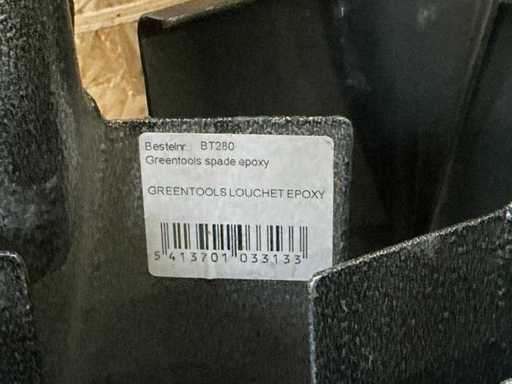 Bestelnr. BT280
Greentools spade epoxy
GREENTOOLS LOUCHET EPOXY
5 413701 033133